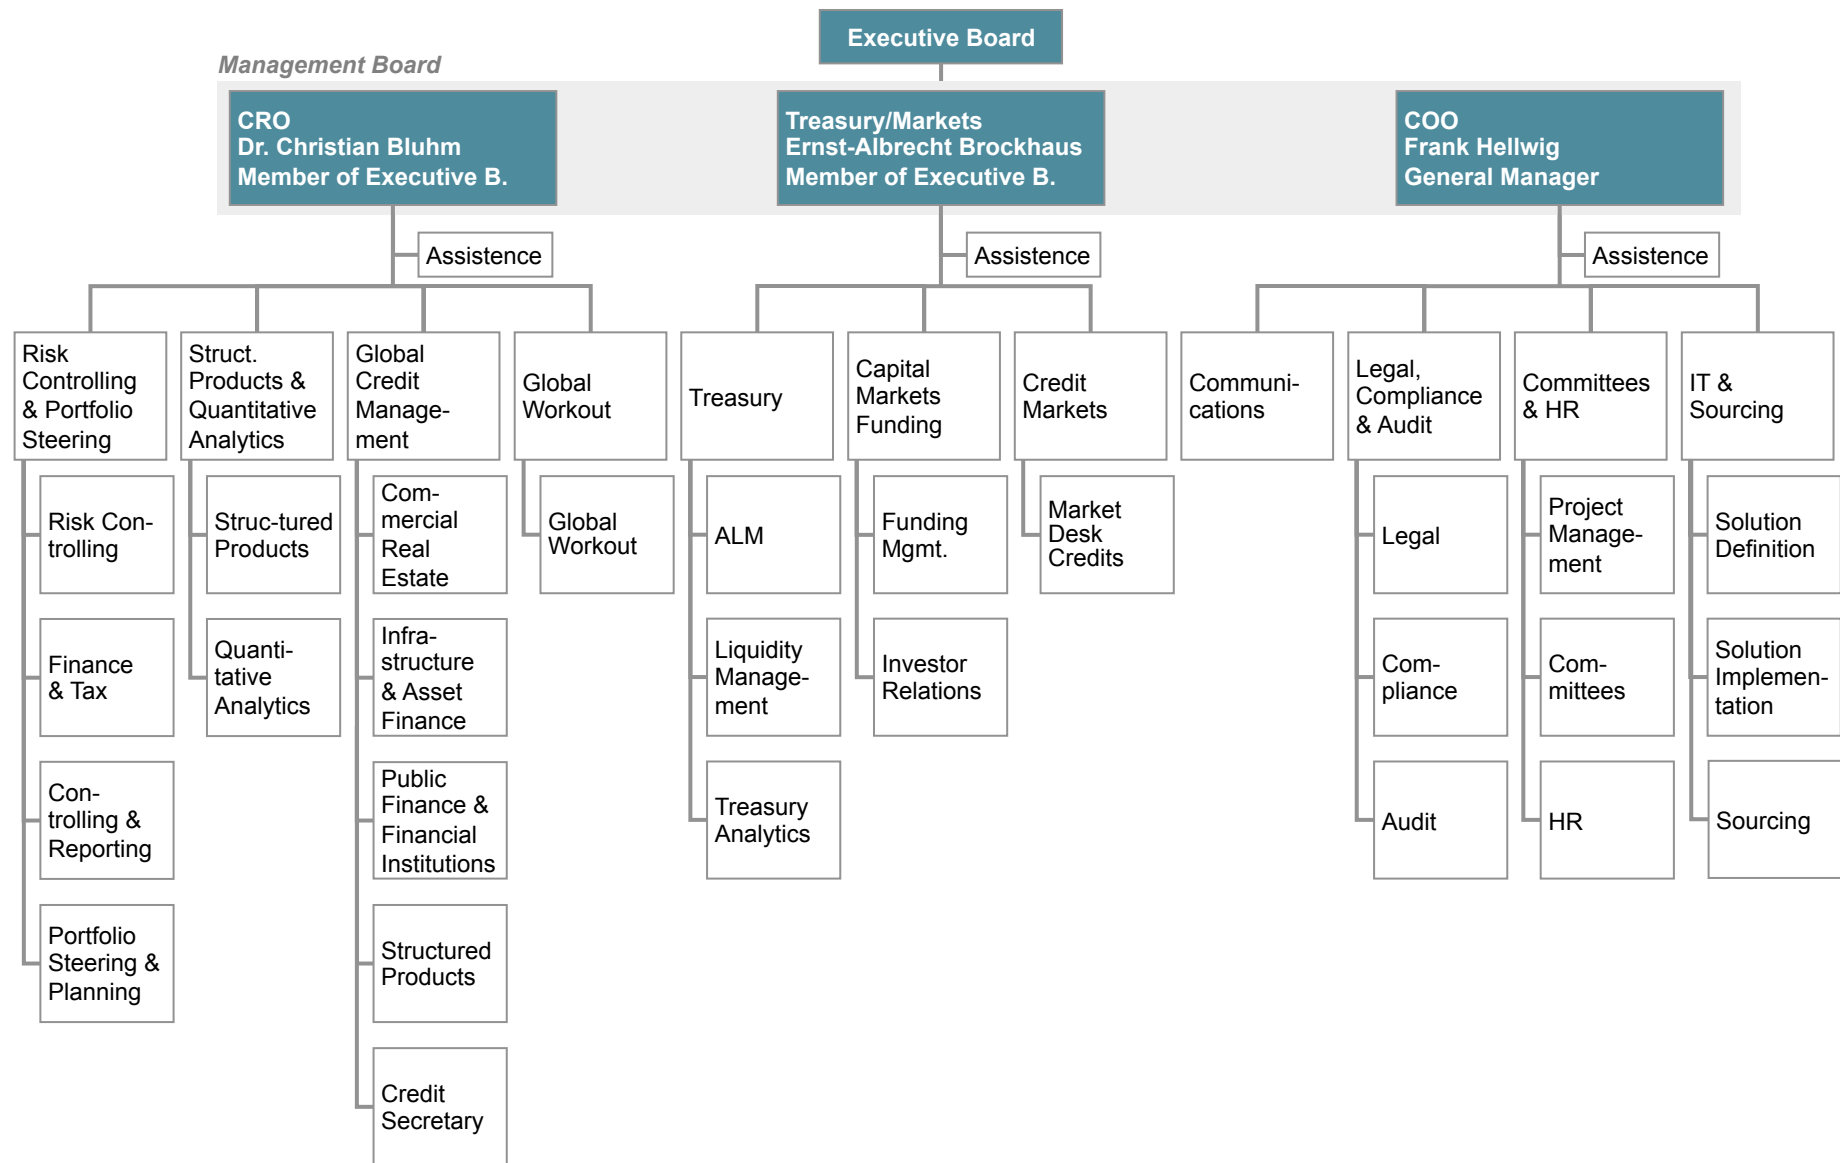 Executive Board
Management Board
CRO
Dr. Christian Bluhm
Member of Executive B.
Treasury/Markets
Ernst-Albrecht Brockhaus
Member of Executive B.
COO
Frank Hellwig
General Manager
Assistence
Assistence
Assistence
Risk
Controlling
& Portfolio
Steering
Struct.
Products &
Quantitative
Analytics
Global
Credit
Manage-
ment
Global
Workout
Treasury
Capital
Markets
Funding
Credit
Markets
Communi-
cations
Legal,
Compliance
& Audit
Committees
& HR
IT &
Sourcing
Risk Con-
trolling
Struc-tured
Products
Com-
mercial
Real
Estate
Global
Workout
ALM
Funding
Mgmt.
Market
Desk
Credits
Legal
Project
Manage-
ment
Solution
Definition
Finance
& Tax
Quanti-
tative
Analytics
Infra-
structure
& Asset
Finance
Liquidity
Manage-
ment
Investor
Relations
Com-
pliance
Com-
mittees
Solution
Implemen-
tation
Con-
trolling &
Reporting
Public
Finance &
Financial
Institutions
Treasury
Analytics
Audit
HR
Sourcing
Portfolio
Steering &
Planning
Structured
Products
Credit
Secretary